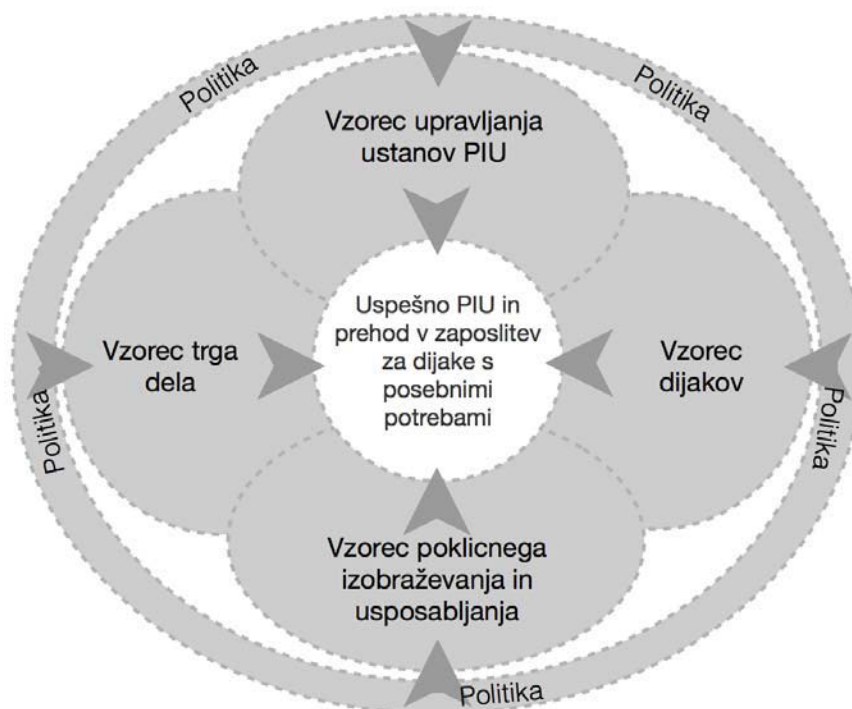 Politika
Politika
Vzorec upravljanja
ustanov PIU
Uspešno PIU in
prehod v zaposlitev
za dijake s
posebnimi
potrebami
Vzorec trga
dela
Vzorec
dijakov
Politika
Politika
Vzorec poklicnega
izobraževanja in
usposabljanja
Politika